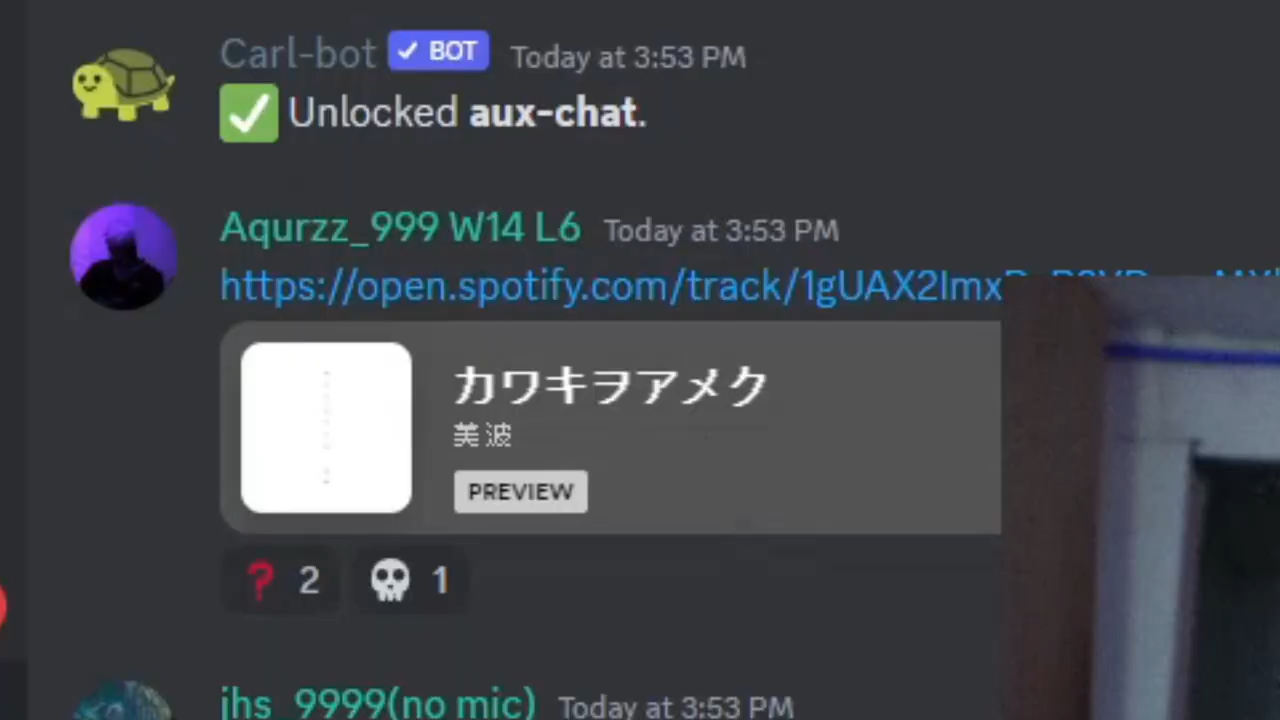 Carl-bot ✓ BOT Today at 3:53 PM
✅ Unlocked aux-chat.
Aqurzz_999 W14 L6 Today at 3:53 PM
https://open.spotify.com/track/1gUAX2Imx
カワキヲアメク
美波
PREVIEW
❓ 2 💀 1
jhs_9999(no mic) Today at 3:53 PM